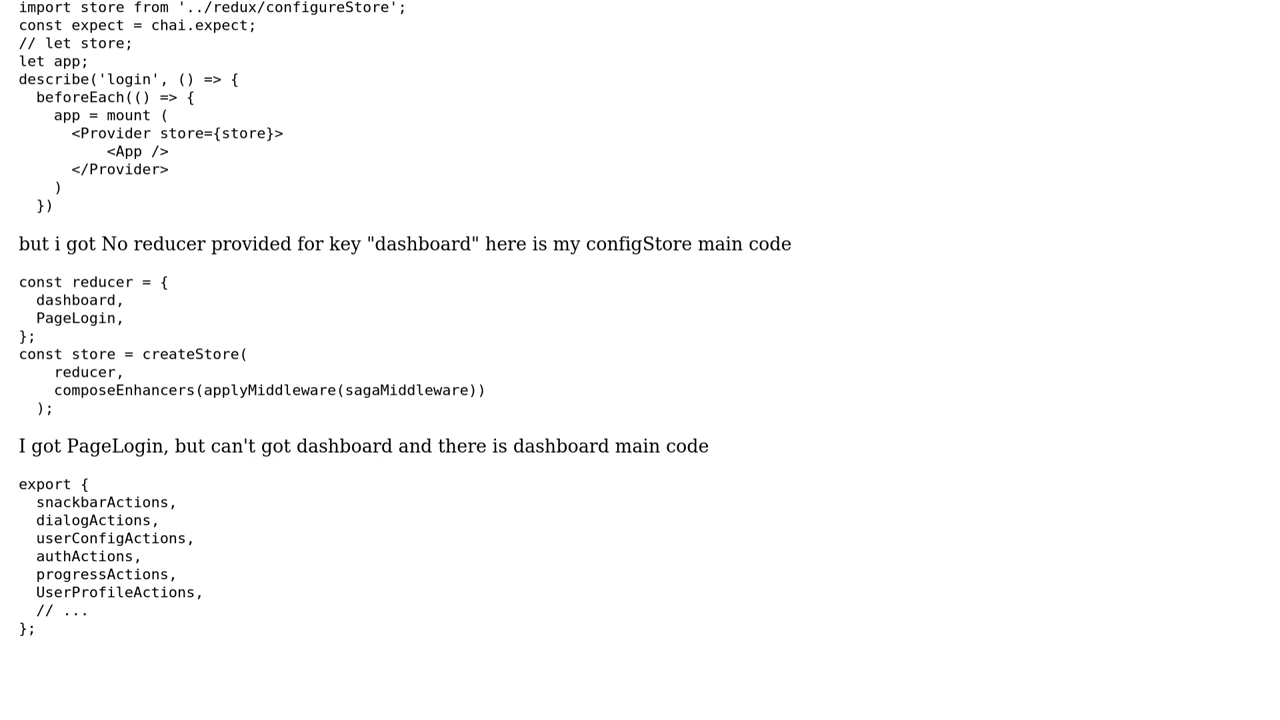 import store from '../redux/configureStore';
const expect = chai.expect;
// let store;
let app;
describe('login', () => {
  beforeEach(() => {
    app = mount (
      <Provider store={store}>
          <App />
      </Provider>
    )
  })
but i got No reducer provided for key "dashboard" here is my configStore main code
const reducer = {
  dashboard,
  PageLogin,
};
const store = createStore(
    reducer,
    composeEnhancers(applyMiddleware(sagaMiddleware))
  );
I got PageLogin, but can't got dashboard and there is dashboard main code
export {
  snackbarActions,
  dialogActions,
  userConfigActions,
  authActions,
  progressActions,
  UserProfileActions,
  // ...
};